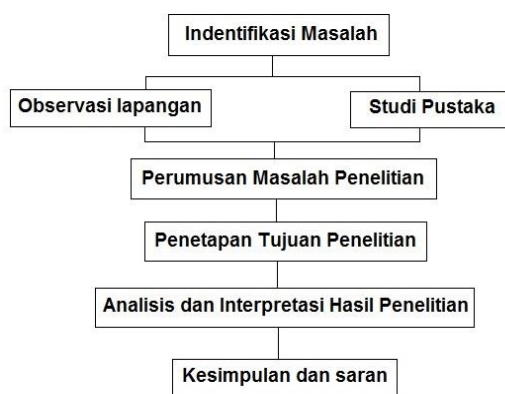 Indentifikasi Masalah
Observasi lapangan
Studi Pustaka
Perumusan Masalah Penelitian
Penetapan Tujuan Penelitian
Analisis dan Interpretasi Hasil Penelitian
Kesimpulan dan saran